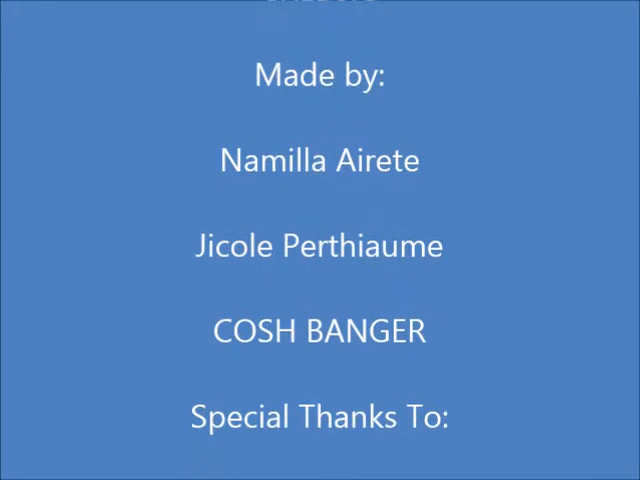 Made by:
Namilla Airete
Jicole Perthiaume
COSH BANGER
Special Thanks To: